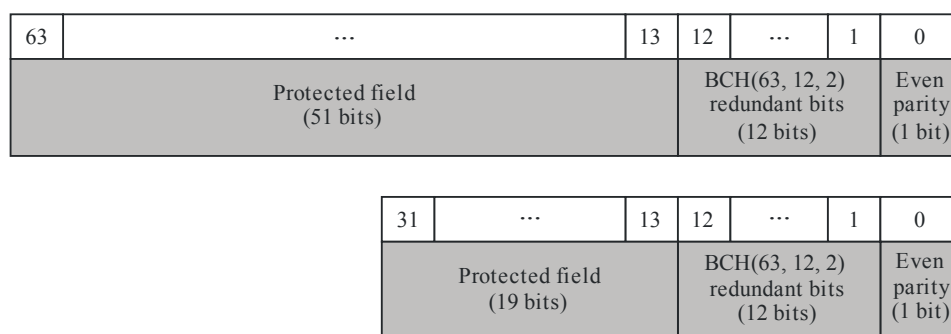 63 ... 13 12 ... 1 0
Protected field
(51 bits)
BCH(63, 12, 2)
redundant bits
(12 bits)
Even
parity
(1 bit)
31 ... 13 12 ... 1 0
Protected field
(19 bits)
BCH(63, 12, 2)
redundant bits
(12 bits)
Even
parity
(1 bit)